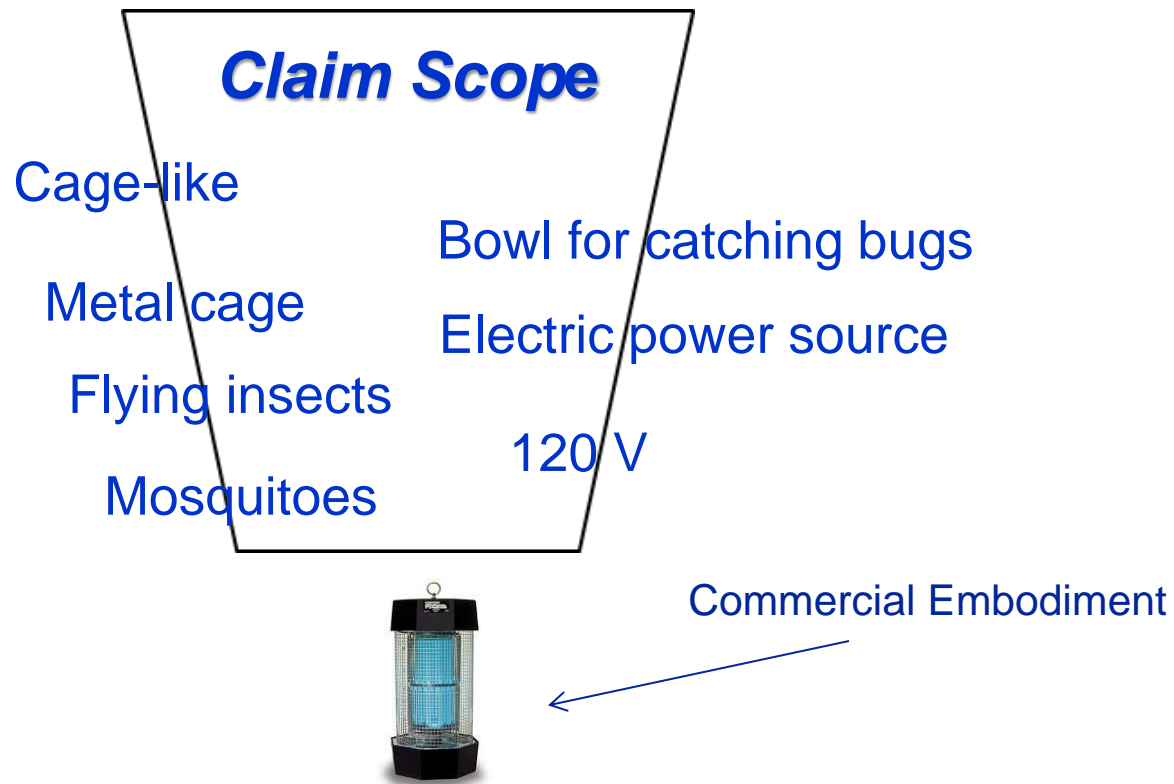 Claim Scope
Cage-like
Bowl for catching bugs
Metal cage
Electric power source
Flying insects
120 V
Mosquitoes
Commercial Embodiment